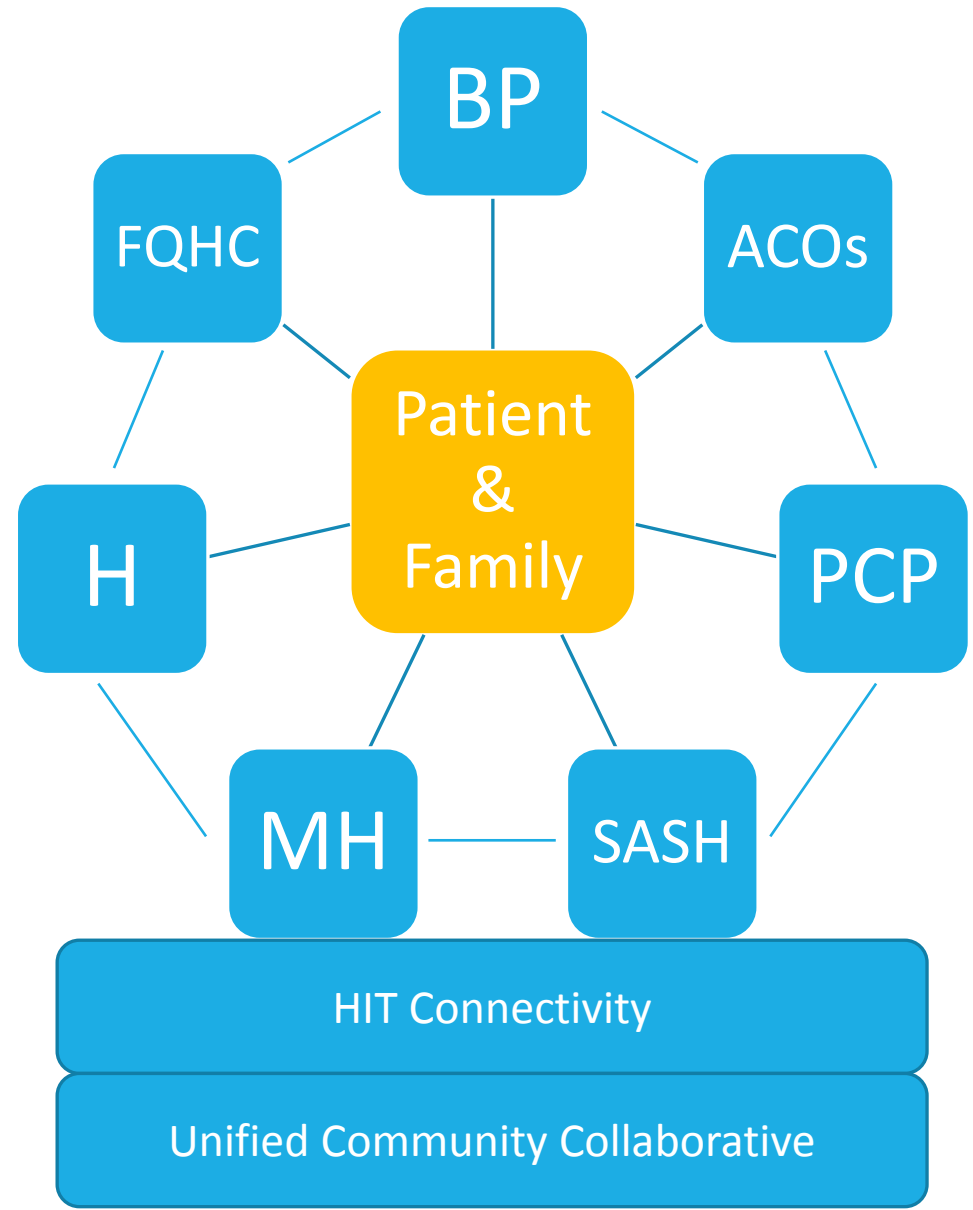 BP
FQHC
ACOs
Patient
&
Family
H
PCP
MH
SASH
HIT Connectivity
Unified Community Collaborative